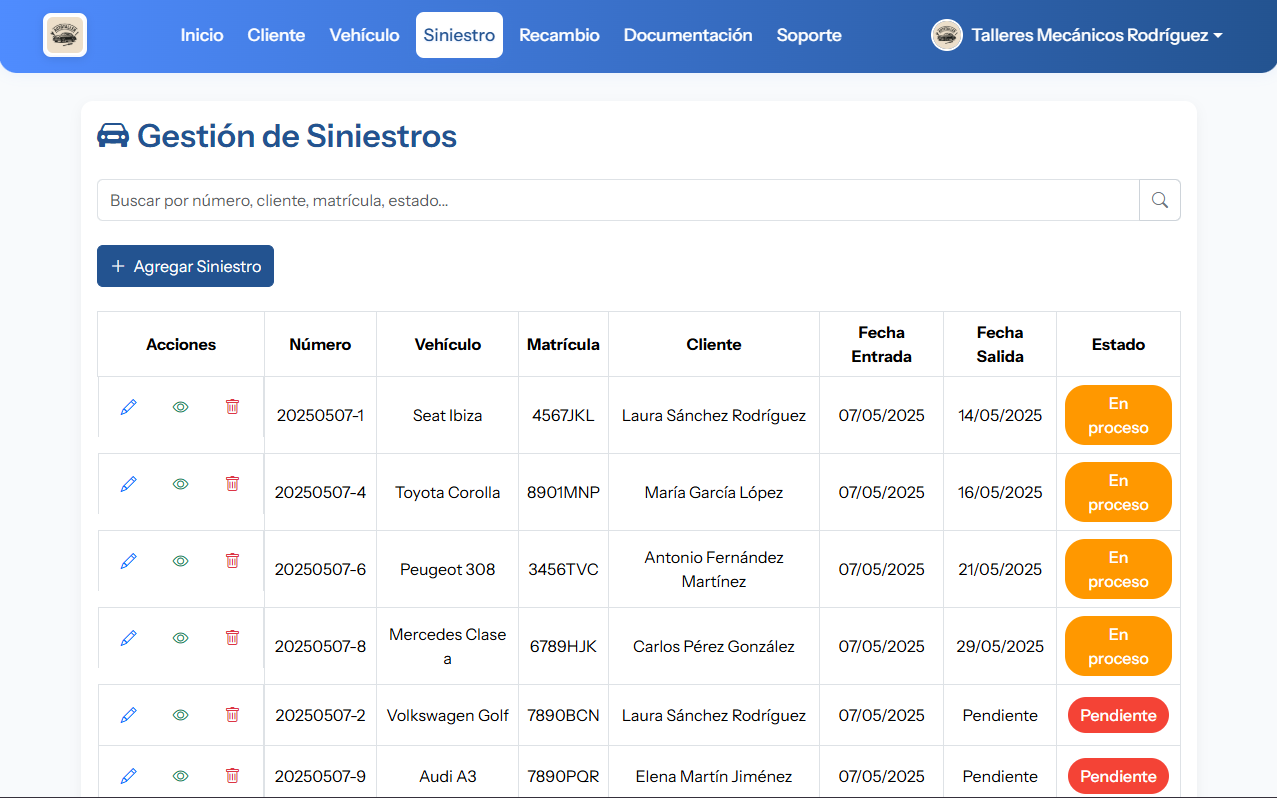 Inicio Cliente Vehículo Siniestro Recambio Documentación Soporte Talleres Mecánicos Rodríguez
Gestión de Siniestros
Buscar por número, cliente, matrícula, estado...
+ Agregar Siniestro
Acciones Número Vehículo Matrícula Cliente Fecha Entrada Fecha Salida Estado
20250507-1 Seat Ibiza 4567JKL Laura Sánchez Rodríguez 07/05/2025 14/05/2025 En proceso
20250507-4 Toyota Corolla 8901MNP María García López 07/05/2025 16/05/2025 En proceso
20250507-6 Peugeot 308 3456TVC Antonio Fernández Martínez 07/05/2025 21/05/2025 En proceso
20250507-8 Mercedes Clase a 6789HJK Carlos Pérez González 07/05/2025 29/05/2025 En proceso
20250507-2 Volkswagen Golf 7890BCN Laura Sánchez Rodríguez 07/05/2025 Pendiente Pendiente
20250507-9 Audi A3 7890PQR Elena Martín Jiménez 07/05/2025 Pendiente Pendiente